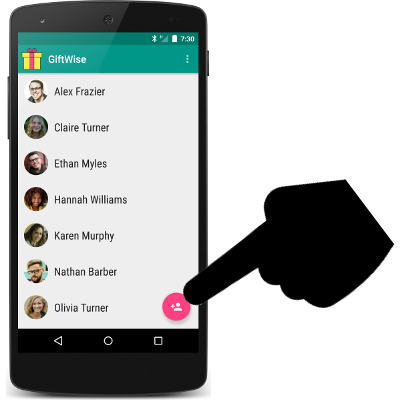 7:30
GiftWise
Alex Frazier
Claire Turner
Ethan Myles
Hannah Williams
Karen Murphy
Nathan Barber
Olivia Turner